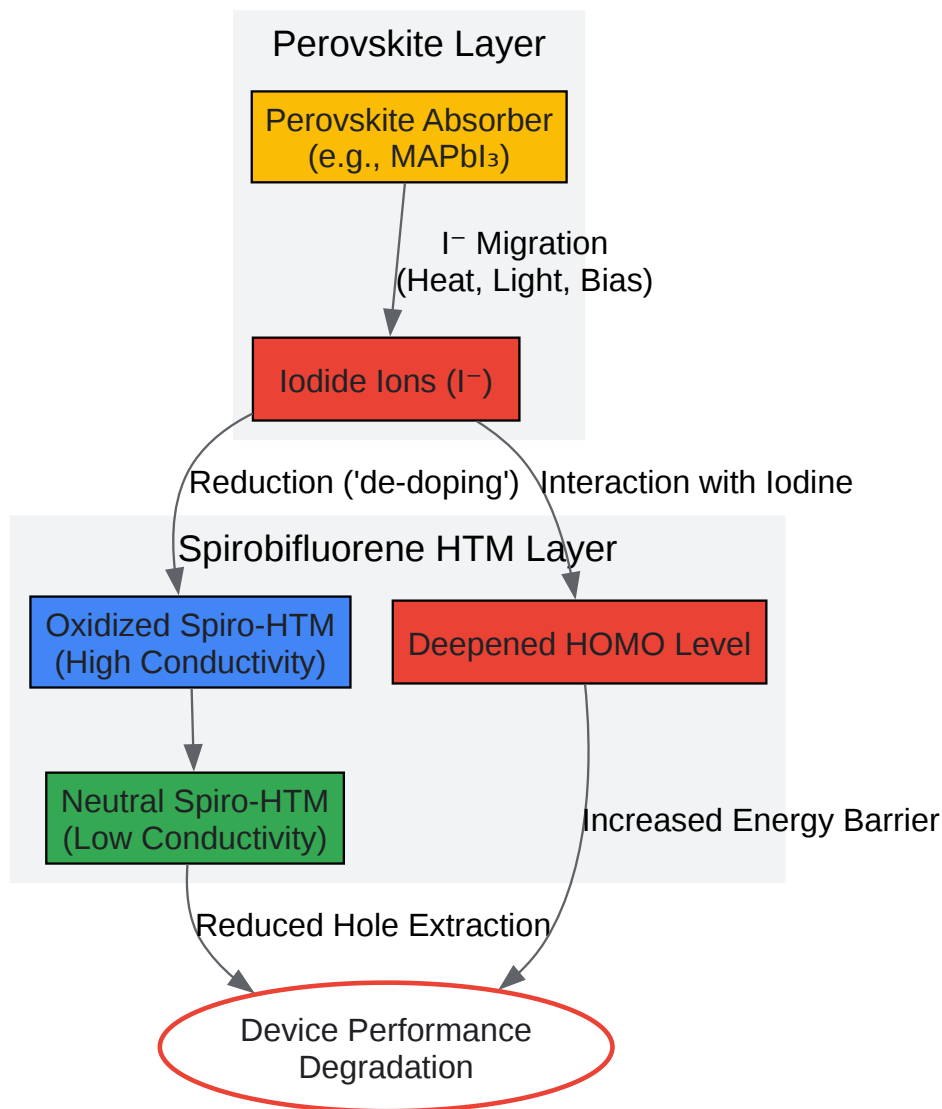 Perovskite Layer
Perovskite Absorber
(e.g., MAPbI₃)
I⁻ Migration
(Heat, Light, Bias)
Iodide Ions (I⁻)
Reduction ('de-doping')
Interaction with Iodine
Spirobifluorene HTM Layer
Oxidized Spiro-HTM
(High Conductivity)
Deepened HOMO Level
Neutral Spiro-HTM
(Low Conductivity)
Increased Energy Barrier
Reduced Hole Extraction
Device Performance
Degradation